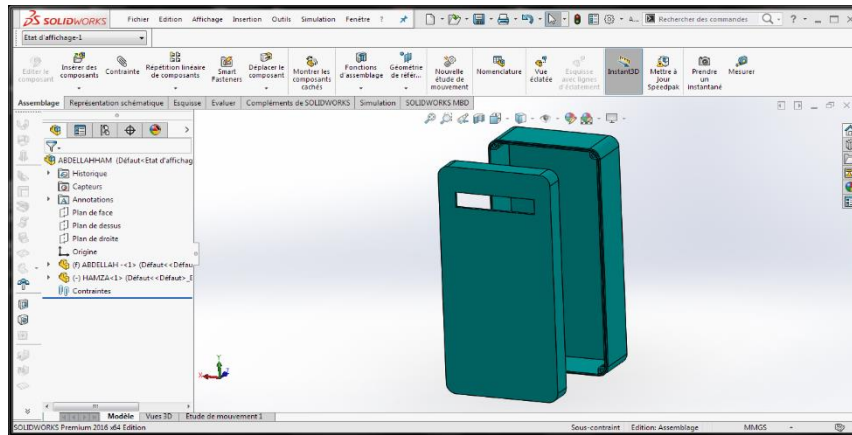 SOLIDWORKS Fichier Edition Affichage Insertion Outils Simulation Fenêtre ? Rechercher des commandes
Etat d'affichage-1
Editer le composant
Insérer des composants
Contrainte
Répétition linéaire de composants
Smart Fasteners
Déplacer le composant
Montrer les composants cachés
Fonctions d'assemblage
Géométrie de référ...
Nouvelle étude de mouvement
Nomenclature
Vue éclatée
Esquisse avec lignes d'éclatement
Instant3D
Mettre à jour Speedpak
Prendre un instantané
Mesurer
Assemblage Représentation schématique Esquisse Evaluer Compléments de SOLIDWORKS Simulation SOLIDWORKS MBD
ABDELLAHHAM (Défaut<Etat d'affichag
Historique
Capteurs
Annotations
Plan de face
Plan de dessus
Plan de droite
Origine
(f) ABDELLAH -<1> (Défaut<<Défau
(-) HAMZA<1> (Défaut<<Défaut>_E
Contraintes
Modèle Vues 3D Etude de mouvement 1
SOLIDWORKS Premium 2016 x64 Edition Sous-contraint Edition: Assemblage MMGS